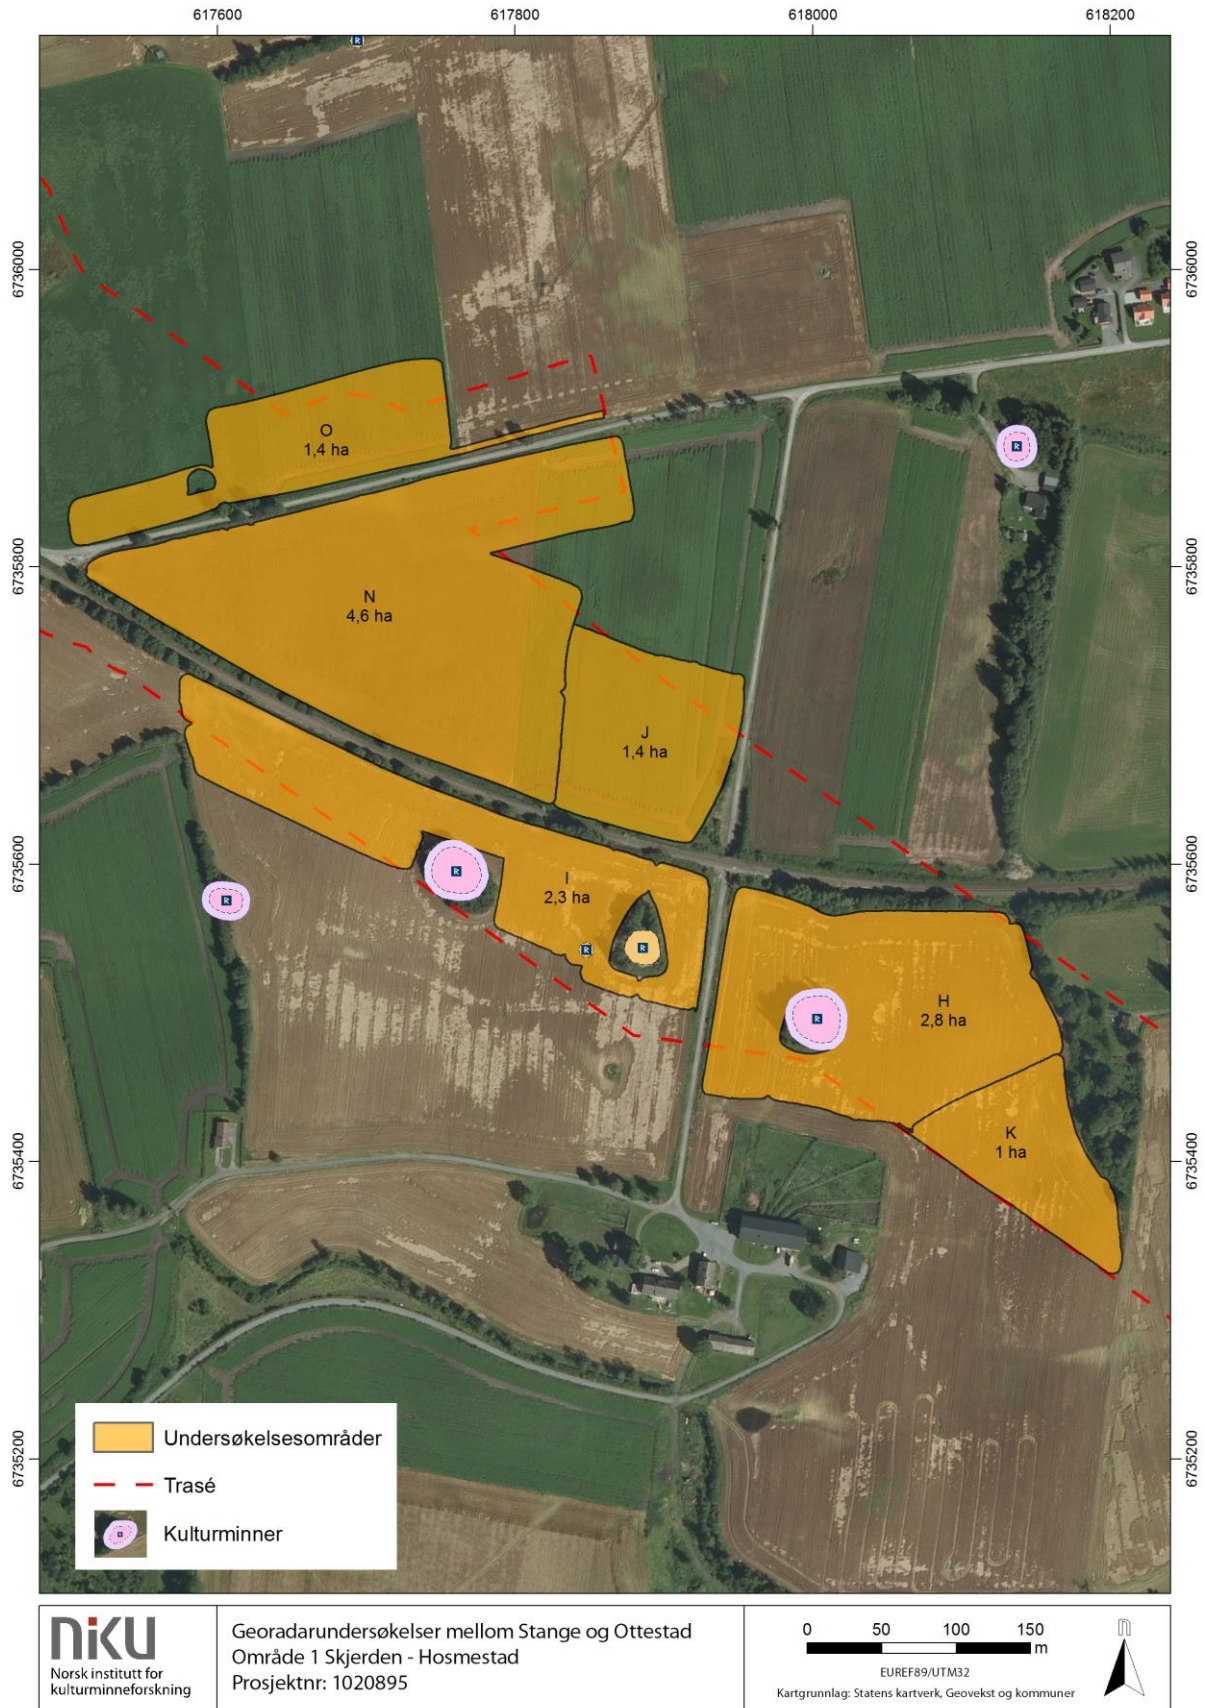 617600
617800
618000
618200
6736000
6736000
O
1,4 ha
6735800
6735800
N
4,6 ha
J
1,4 ha
6735600
6735600
R
R
R
R
R
R
R
I
2,3 ha
H
2,8 ha
K
1 ha
6735400
6735400
6735200
6735200
Undersøkelsesområder
Trasé
R
Kulturminner
niKU
Norsk institutt for
kulturminneforskning
Georadarundersøkelser mellom Stange og Ottestad
Område 1 Skjerden - Hosmestad
Prosjektnr: 1020895
0 50 100 150
m
EUREF89/UTM32
Kartgrunnlag: Statens kartverk, Geovekst og kommuner
n